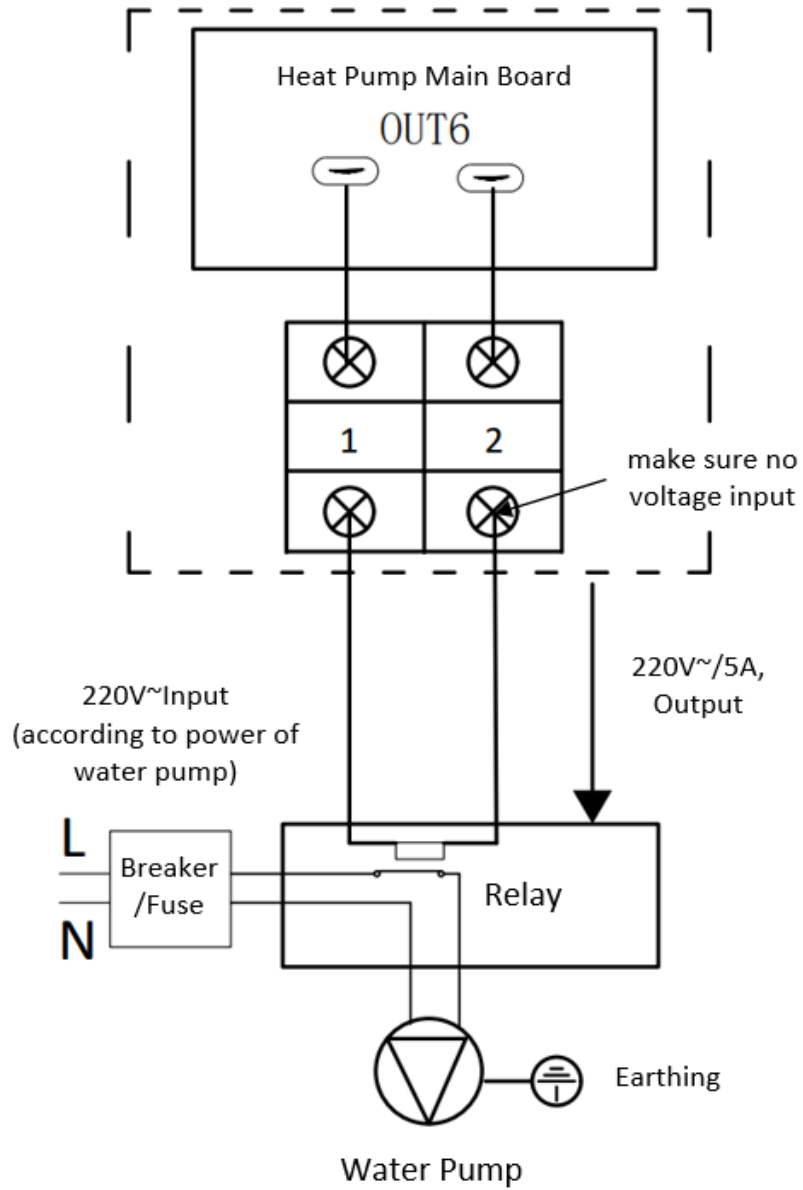 Heat Pump Main Board
OUT6
1
2
make sure no
voltage input
220V~/5A,
Output
220V~Input
(according to power of
water pump)
L
N
Breaker
/Fuse
Relay
Earthing
Water Pump